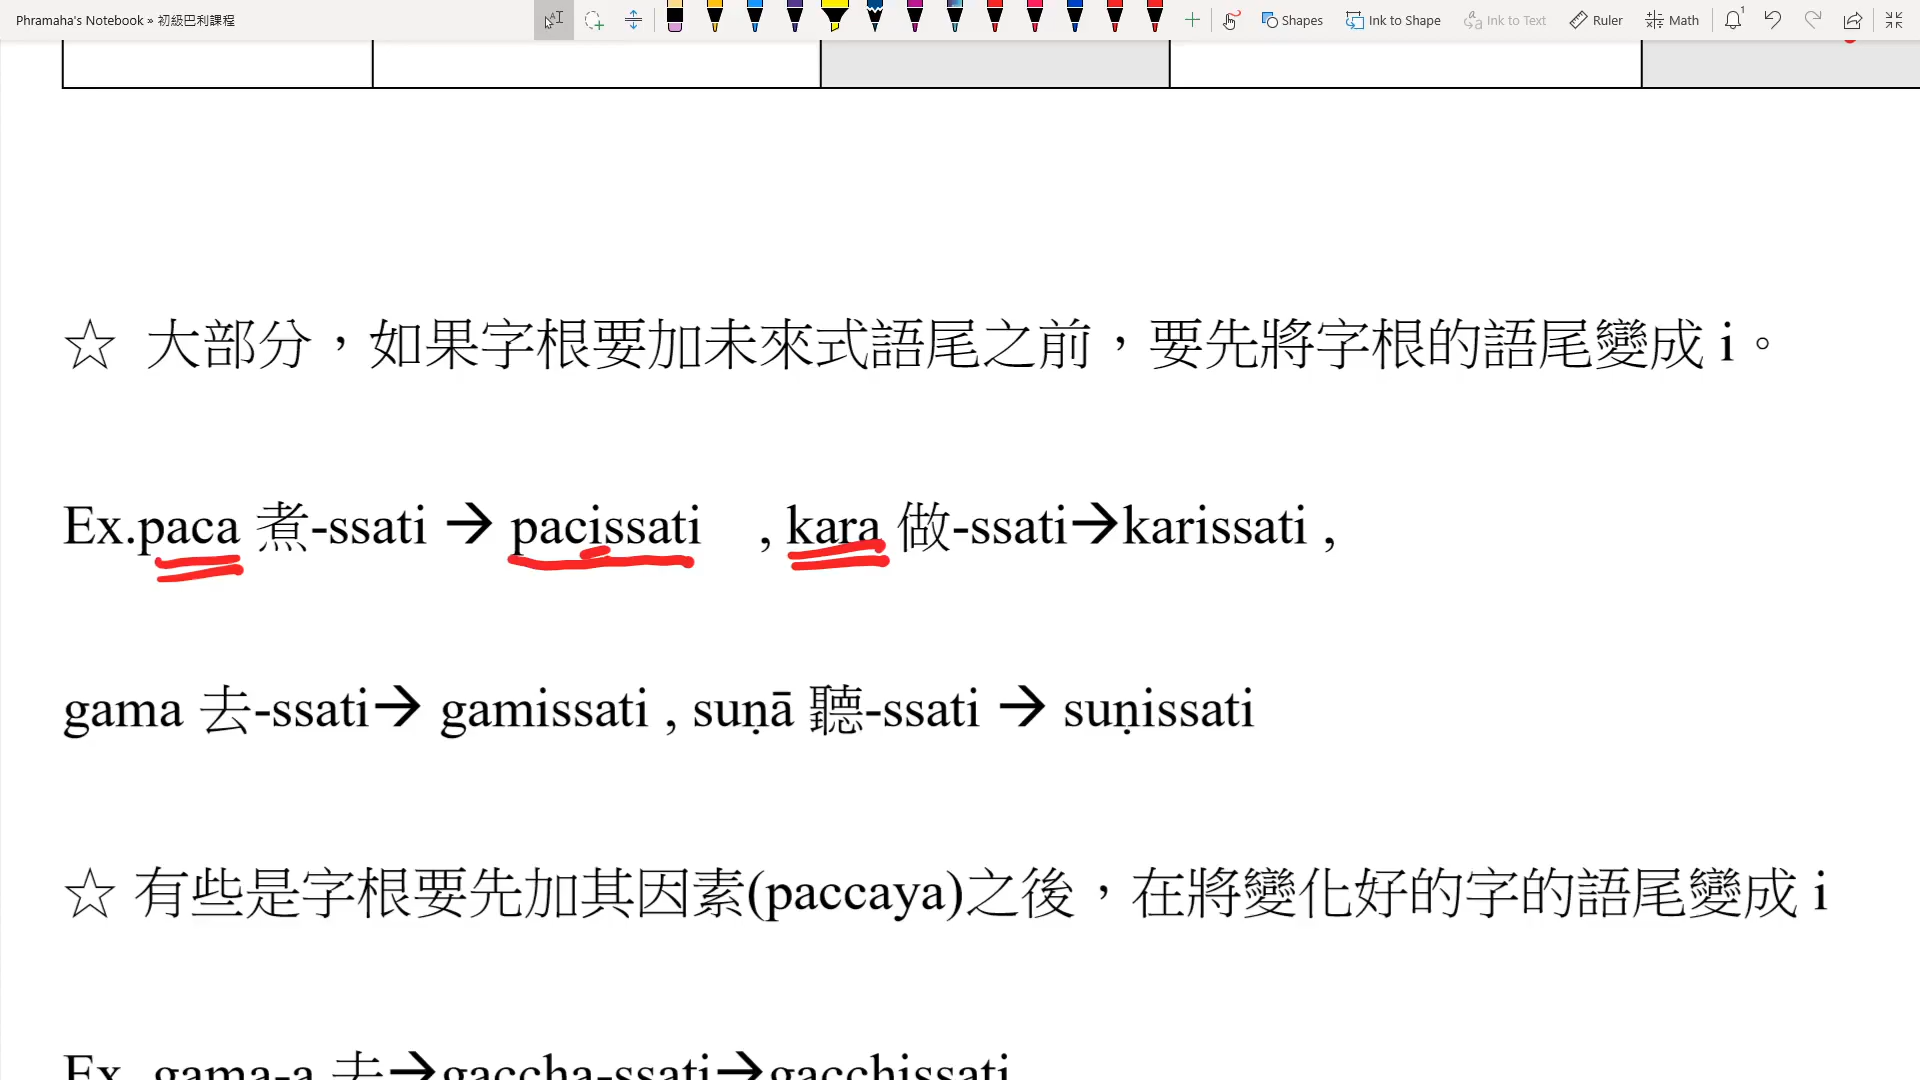 Phramaha's Notebook » 初級巴利課程
Shapes Ink to Shape Ink to Text Ruler Math
☆ 大部分，如果字根要加未來式語尾之前，要先將字根的語尾變成 i。
Ex.paca 煮-ssati → pacissati , kara 做-ssati→karissati ,
gama 去-ssati→ gamissati , suṇā 聽-ssati → suṇissati
☆ 有些是字根要先加其因素(paccaya)之後，在將變化好的字的語尾變成 i
Ex. gama-a 去→gaccha-ssati→gacchissati